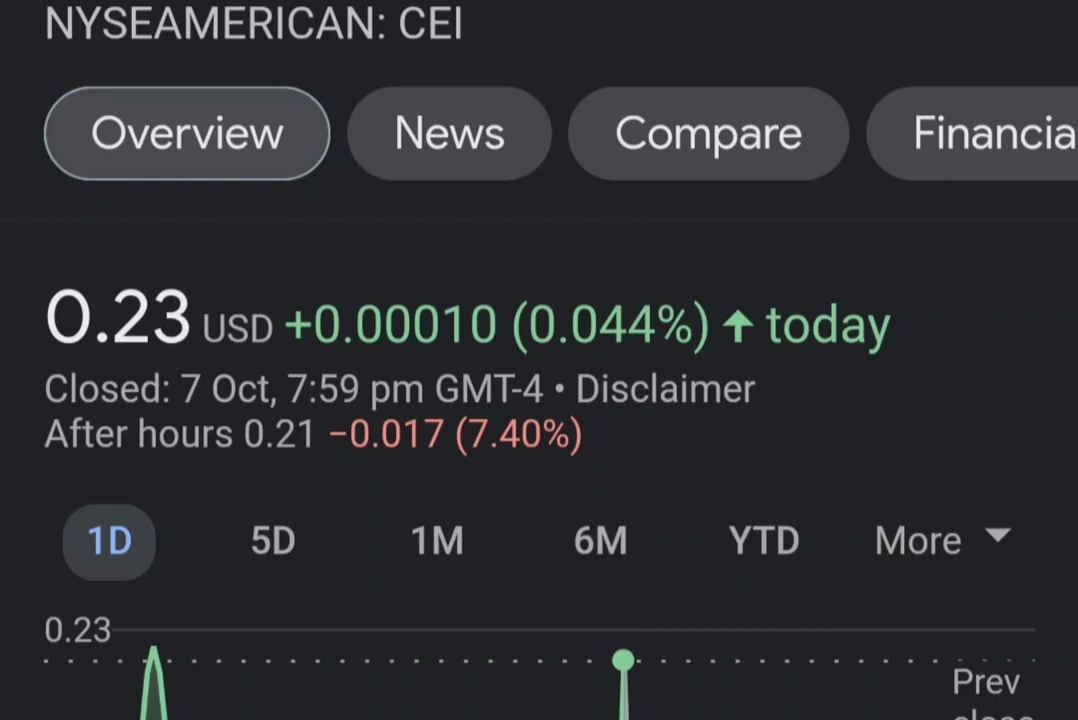 NYSEAMERICAN: CEI
Overview News Compare Financia
0.23 USD +0.00010 (0.044%) ↑ today
Closed: 7 Oct, 7:59 pm GMT-4 • Disclaimer
After hours 0.21 −0.017 (7.40%)
1D 5D 1M 6M YTD More
0.23
Prev
close